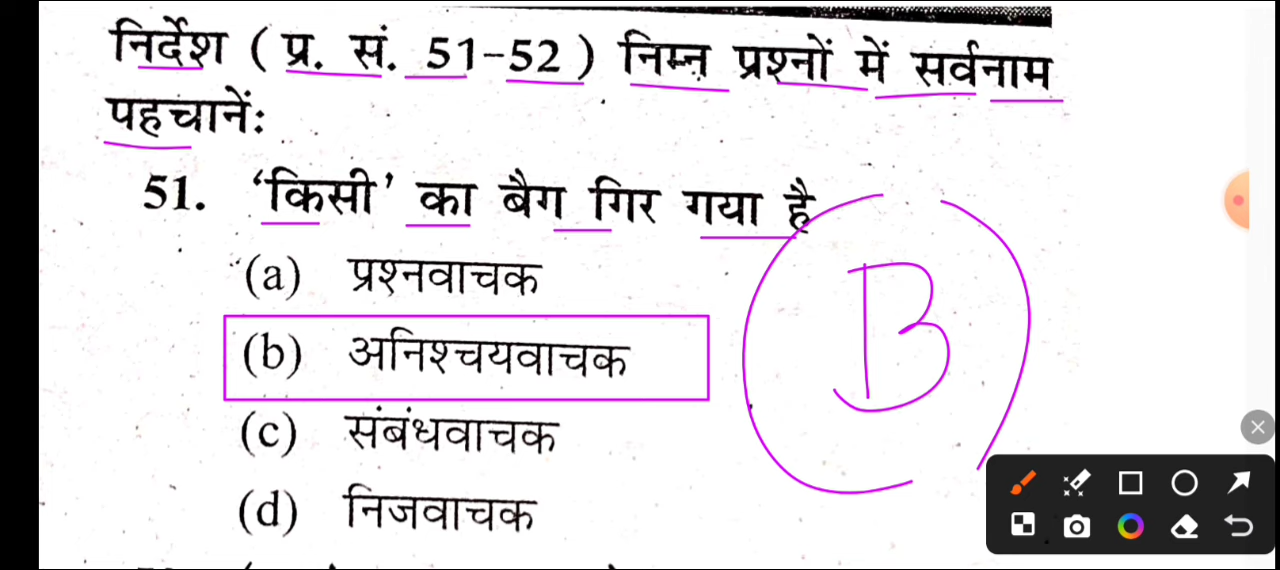 निर्देश ( प्र. सं. 51-52 ) निम्न प्रश्नों में सर्वनाम
पहचानेंः
51. ‘किसी’ का बैग गिर गया है
(a) प्रश्नवाचक
(b) अनिश्चयवाचक
B
(c) संबंधवाचक
(d) निजवाचक